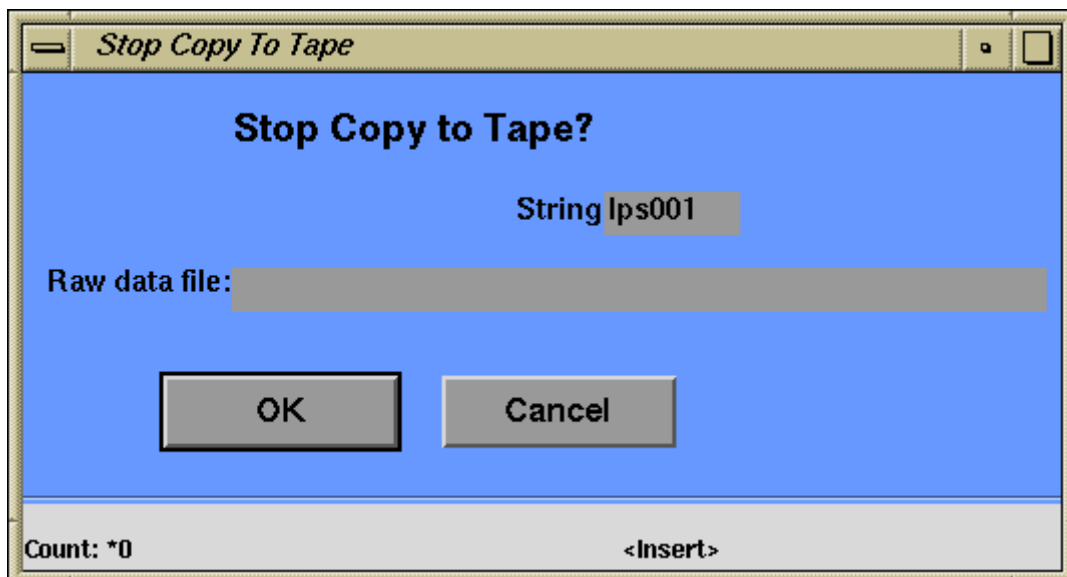 Stop Copy To Tape
Stop Copy to Tape?
String lps001
Raw data file:
OK Cancel
Count: *0 <Insert>